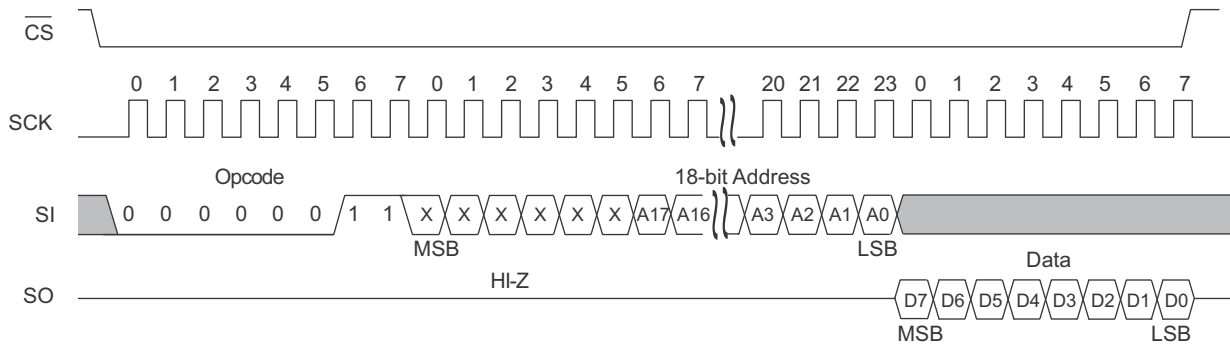 CS
0 1 2 3 4 5 6 7 0 1 2 3 4 5 6 7 20 21 22 23 0 1 2 3 4 5 6 7
SCK
Opcode 18-bit Address
SI 0 0 0 0 0 0 1 1 X X X X X X A17 A16 A3 A2 A1 A0
MSB LSB
HI-Z Data
SO D7 D6 D5 D4 D3 D2 D1 D0
MSB LSB